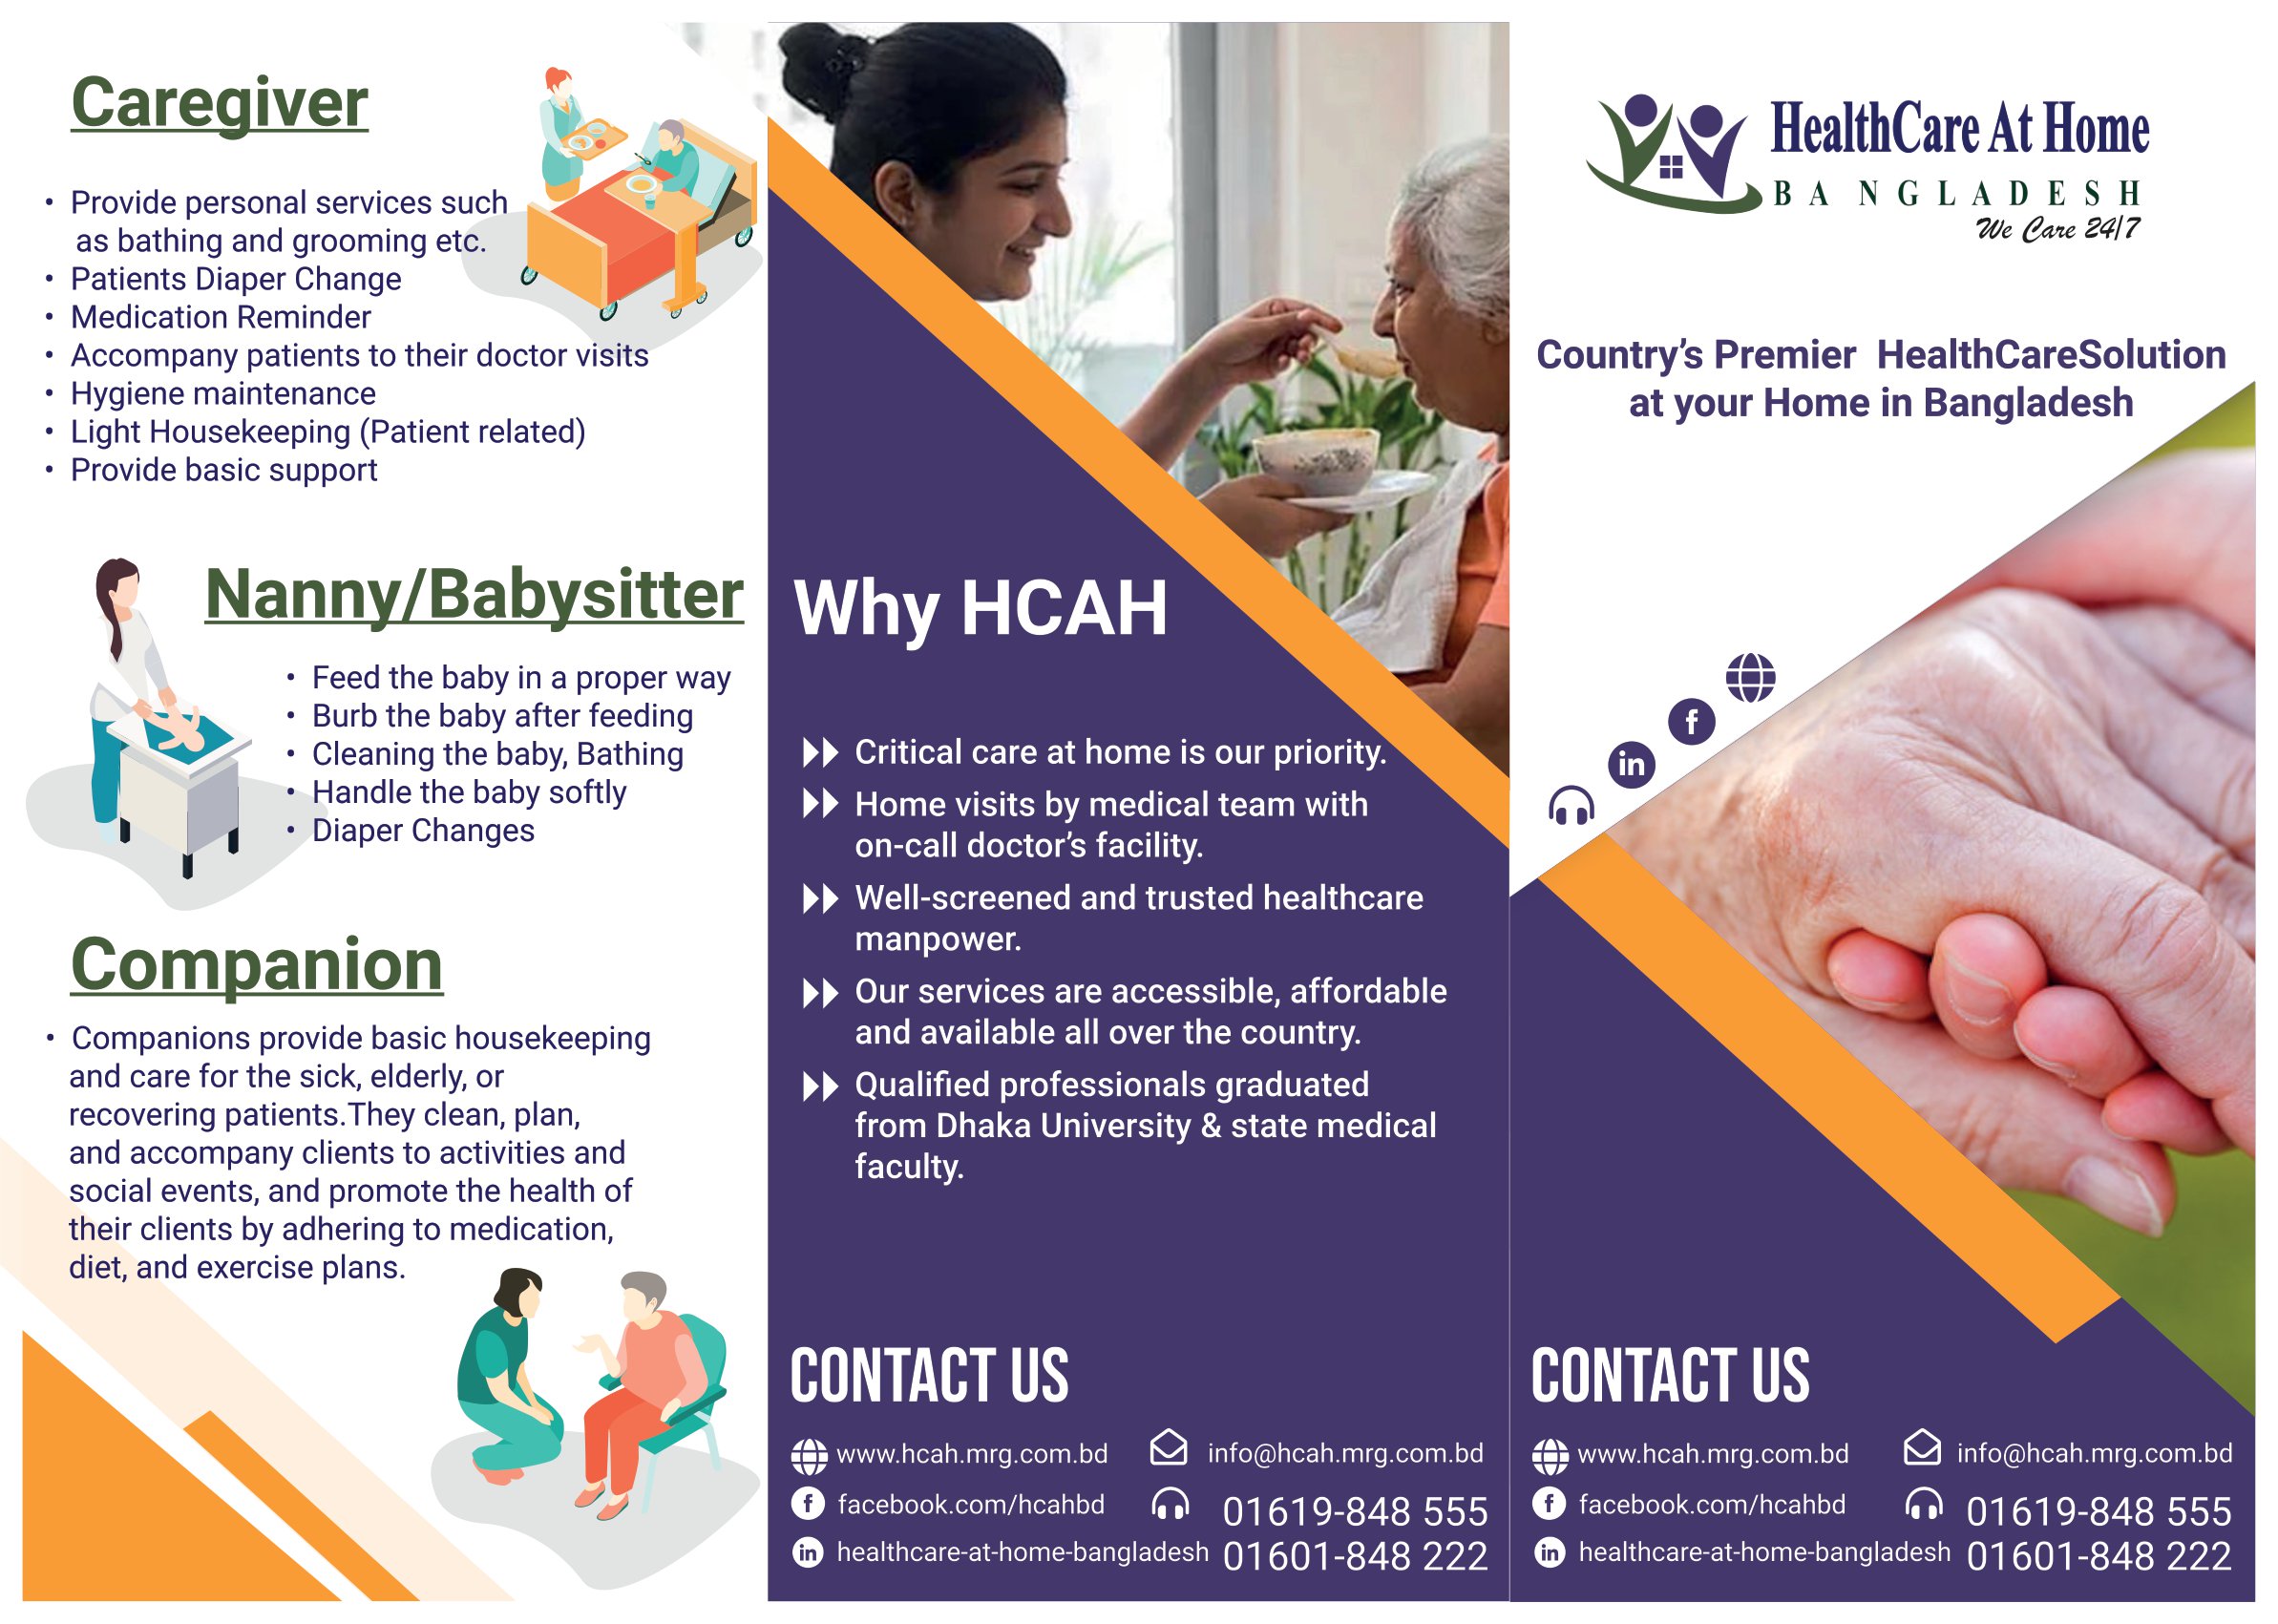 Caregiver
• Provide personal services such
as bathing and grooming etc.
• Patients Diaper Change
• Medication Reminder
• Accompany patients to their doctor visits
• Hygiene maintenance
• Light Housekeeping (Patient related)
• Provide basic support
Nanny/Babysitter
• Feed the baby in a proper way
• Burb the baby after feeding
• Cleaning the baby, Bathing
• Handle the baby softly
• Diaper Changes
Companion
• Companions provide basic housekeeping
and care for the sick, elderly, or
recovering patients.They clean, plan,
and accompany clients to activities and
social events, and promote the health of
their clients by adhering to medication,
diet, and exercise plans.
Why HCAH
Critical care at home is our priority.
Home visits by medical team with
on-call doctor's facility.
Well-screened and trusted healthcare
manpower.
Our services are accessible, affordable
and available all over the country.
Qualified professionals graduated
from Dhaka University & state medical
faculty.
CONTACT US
www.hcah.mrg.com.bd
info@hcah.mrg.com.bd
facebook.com/hcahbd
01619-848 555
healthcare-at-home-bangladesh
01601-848 222
HealthCare At Home
BANGLADESH
We Care 24/7
Country's Premier HealthCareSolution
at your Home in Bangladesh
CONTACT US
www.hcah.mrg.com.bd
info@hcah.mrg.com.bd
facebook.com/hcahbd
01619-848 555
healthcare-at-home-bangladesh
01601-848 222